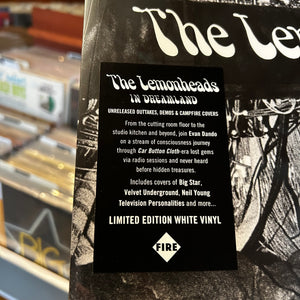 The Lem
The Lemonheads
IN DREAMLAND
UNRELEASED OUTTAKES, DEMOS & CAMPFIRE COVERS
From the cutting room floor to the
studio kitchen and beyond, join Evan Dando
on a stream of consciousness journey
through Car Button Cloth-era lost gems
via radio sessions and never heard
before hidden treasures.
Includes covers of Big Star,
Velvet Underground, Neil Young
Television Personalities and more...
LIMITED EDITION WHITE VINYL
FIRE